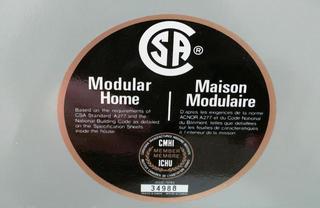 CSA ®
Modular
Home
Based on the requirements of
CSA Standard A277 and the
National Building Code as detailed
on the Specification Sheets
inside the house.
Maison
Modulaire
D'après les éxigences de la norme
ACNOR A277 et du Code National
du Bâtiment, telles que détaillées
sur les feuilles de caractéristiques
à l'intérieur de la maison.
CMHI
MEMBER
MEMBRE
ICHU
34988